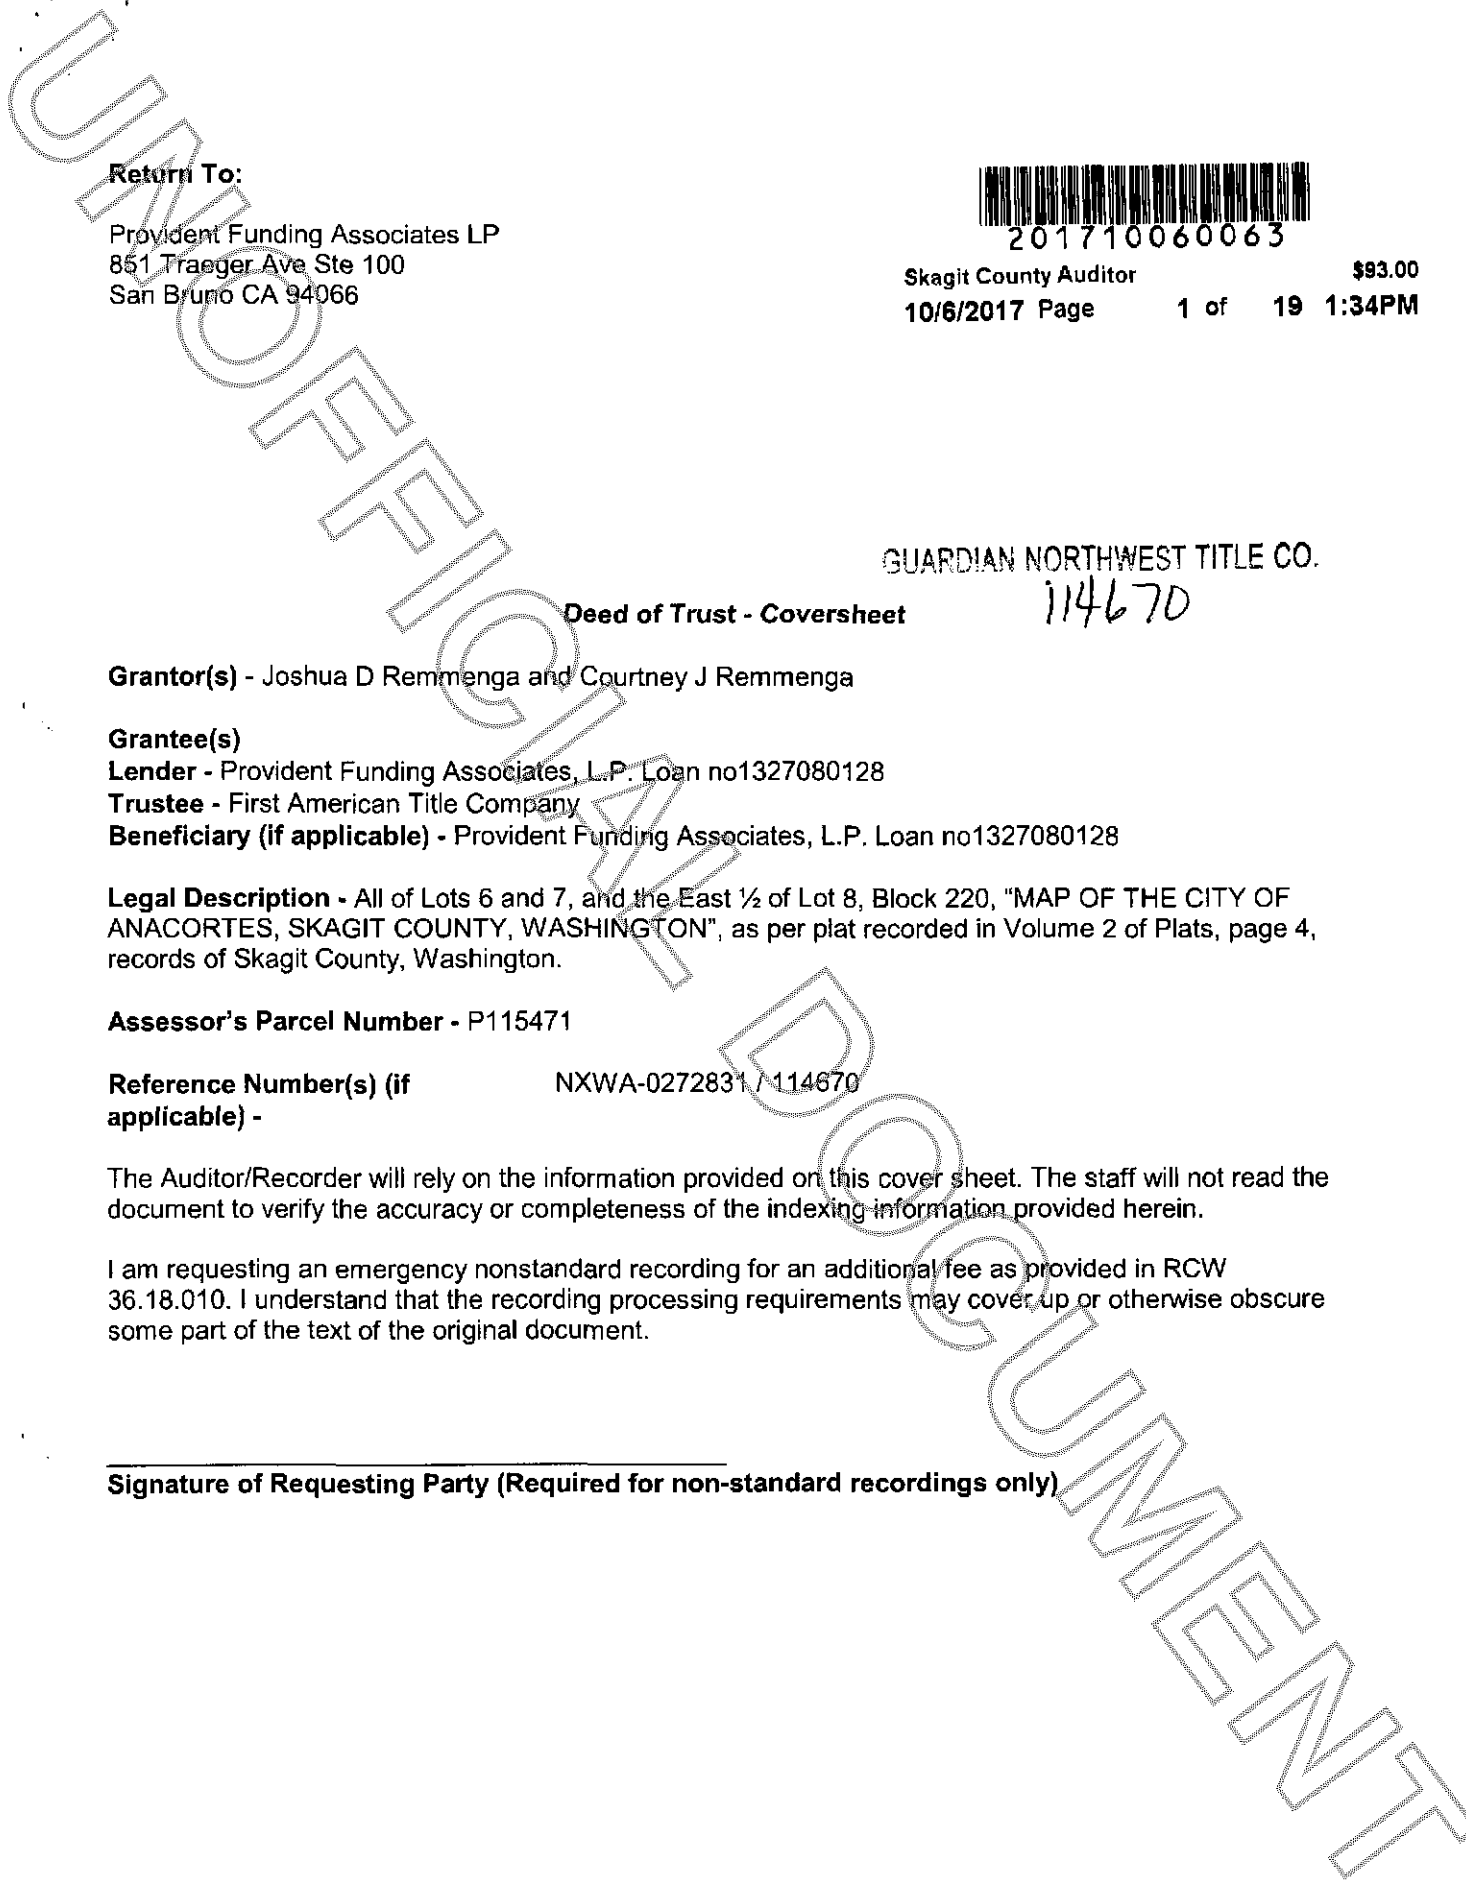 Return To:
Provident Funding Associates LP
851 Traeger Ave Ste 100
San Bruno CA 94066
201710060063
Skagit County Auditor $93.00
10/6/2017 Page 1 of 19 1:34PM
GUARDIAN NORTHWEST TITLE CO.
114670
Deed of Trust - Coversheet
Grantor(s) - Joshua D Remmenga and Courtney J Remmenga
Grantee(s)
Lender - Provident Funding Associates, L.P. Loan no1327080128
Trustee - First American Title Company
Beneficiary (if applicable) - Provident Funding Associates, L.P. Loan no1327080128
Legal Description - All of Lots 6 and 7, and the East ½ of Lot 8, Block 220, "MAP OF THE CITY OF
ANACORTES, SKAGIT COUNTY, WASHINGTON", as per plat recorded in Volume 2 of Plats, page 4,
records of Skagit County, Washington.
Assessor's Parcel Number - P115471
Reference Number(s) (if NXWA-0272831 / 114670
applicable) -
The Auditor/Recorder will rely on the information provided on this cover sheet. The staff will not read the
document to verify the accuracy or completeness of the indexing information provided herein.
I am requesting an emergency nonstandard recording for an additional fee as provided in RCW
36.18.010. I understand that the recording processing requirements may cover up or otherwise obscure
some part of the text of the original document.
Signature of Requesting Party (Required for non-standard recordings only)
UNOFFICIAL DOCUMENT